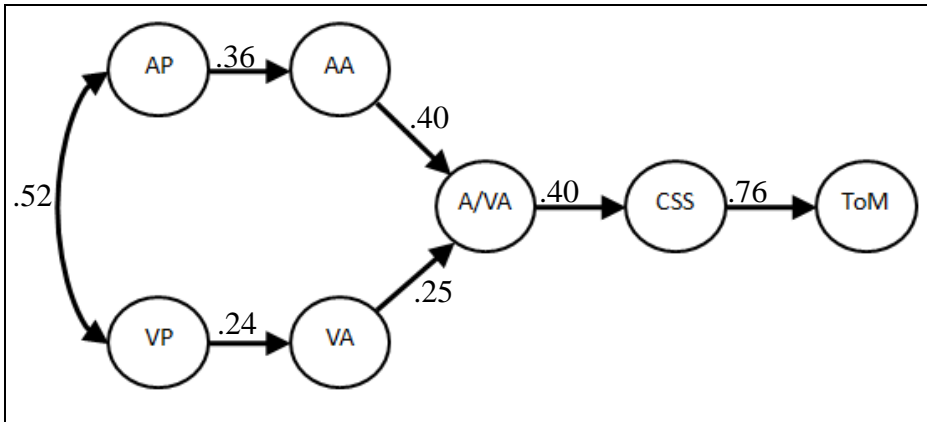 AP .36 AA
.40
.52 A/VA .40 CSS .76 ToM
.25
VP .24 VA